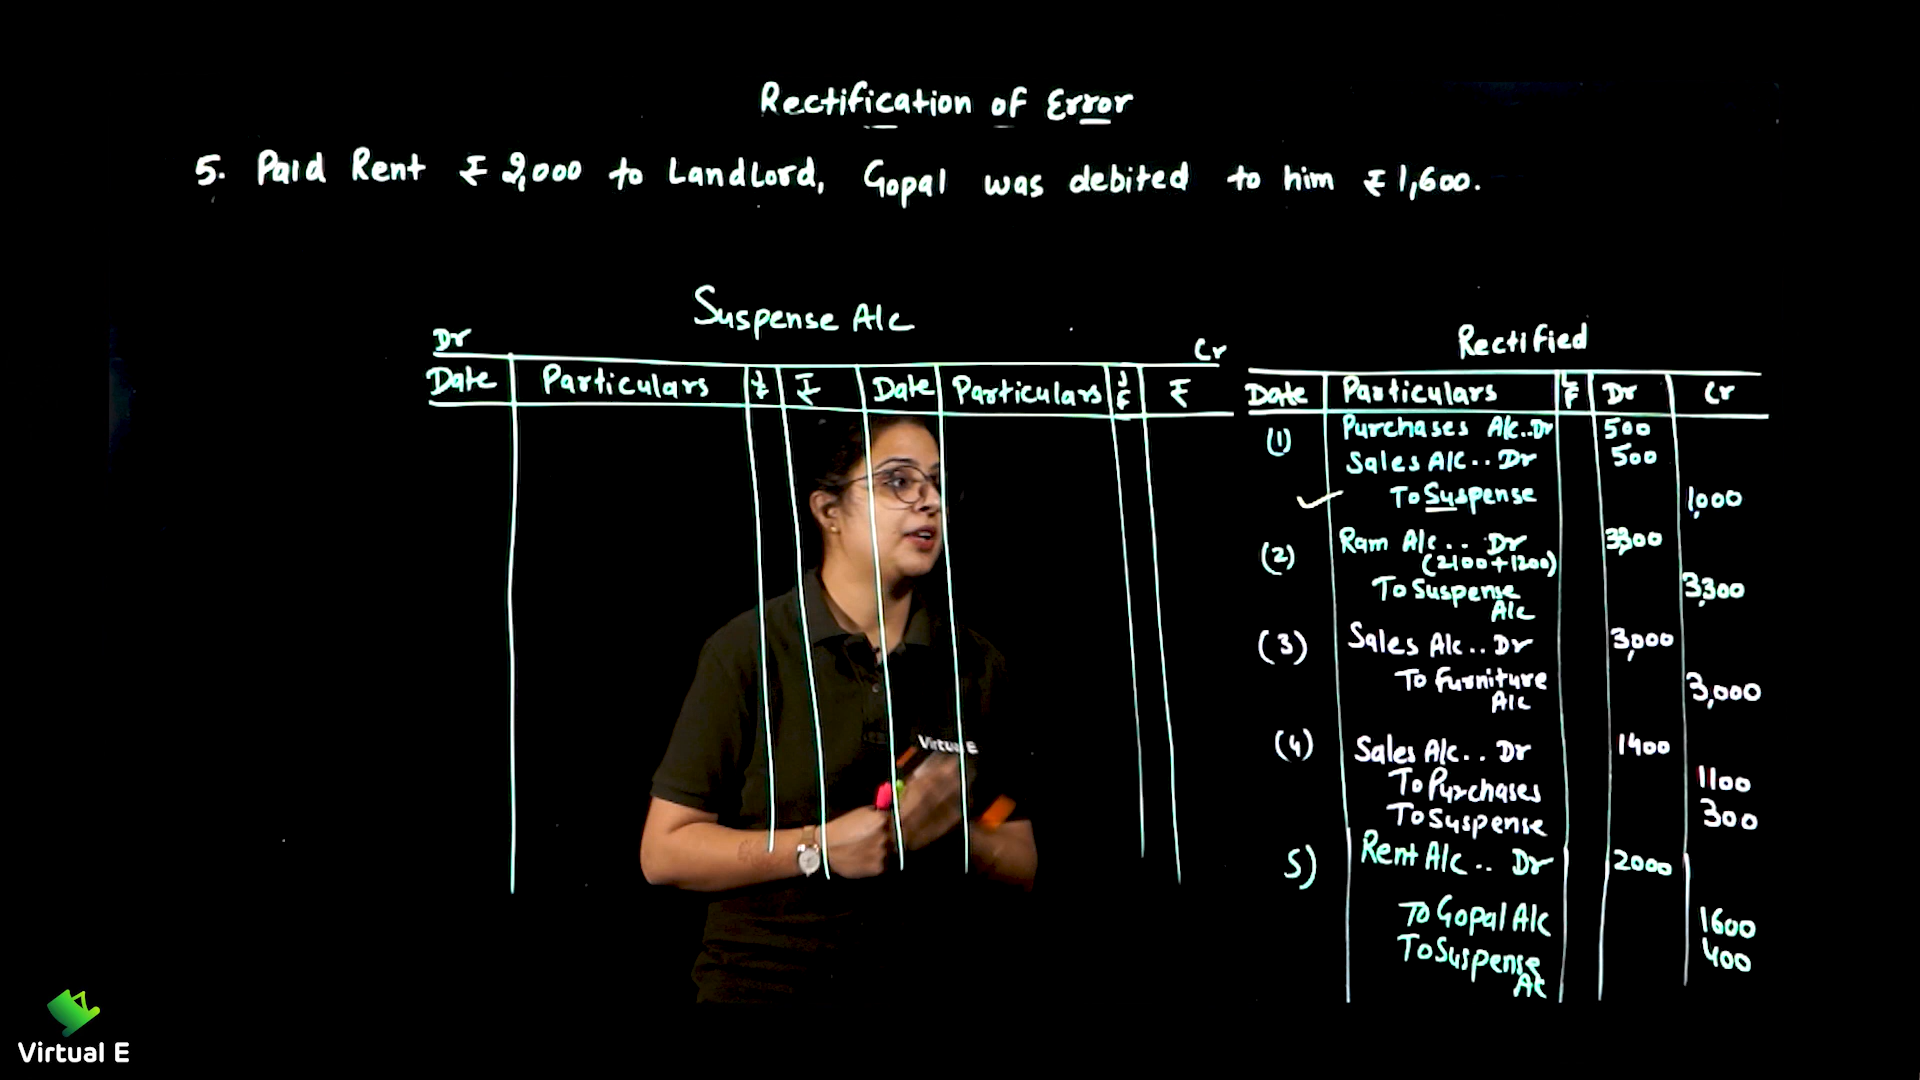 Rectification of Error
5. Paid Rent ₹ 2,000 to Landlord, Gopal was debited to him ₹ 1,600.
Suspense A/c
Dr
Cr
Date Particulars J/F ₹ Date Particulars J/F ₹
Rectified
Date Particulars L/F Dr Cr
(1) Purchases A/c..Dr 500
Sales A/c.. Dr 500
To Suspense 1,000
(2) Ram A/c.. Dr 3,300
(2100+1200)
To Suspense 3,300
A/c
(3) Sales A/c.. Dr 3,000
To Furniture 3,000
A/c
(4) Sales A/c.. Dr 1400
To Purchases 1100
To Suspense 300
5) Rent A/c.. Dr 2000
To Gopal A/c 1600
To Suspense 400
A/c
Virtual E
Virtual E